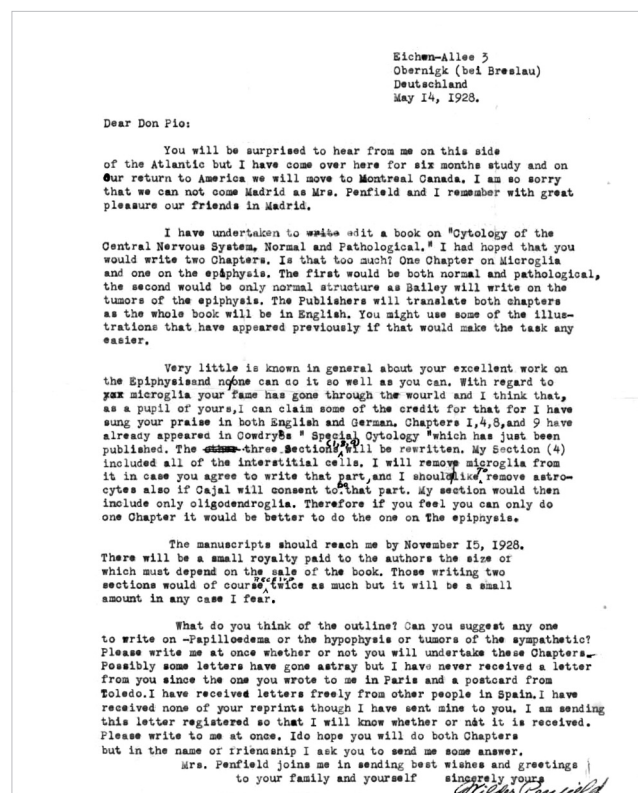 Eichen-Allee 3
Obernigk (bei Breslau)
Deutschland
May 14, 1928.
Dear Don Pio:
You will be surprised to hear from me on this side
of the Atlantic but I have come over here for six months study and on
Our return to America we will move to Montreal Canada. I am so sorry
that we can not come Madrid as Mrs. Penfield and I remember with great
pleasure our friends in Madrid.
I have undertaken to write edit a book on "Cytology of the
Central Nervous System, Normal and Pathological." I had hoped that you
would write two Chapters. Is that too much? One Chapter on Microglia
and one on the epiphysis. The first would be both normal and pathological,
the second would be only normal structure as Bailey will write on the
tumors of the epiphysis. The Publishers will translate both chapters
as the whole book will be in English. You might use some of the illus-
trations that have appeared previously if that would make the task any
easier.
Very little is known in general about your excellent work on
the Epiphysisand no one can do it so well as you can. With regard to
xxx microglia your fame has gone through the wourld and I think that,
as a pupil of yours,I can claim some of the credit for that for I have
sung your praise in both English and German. Chapters I,4,8,and 9 have
already appeared in Cowdry's " Special Cytology "which has just been
published. The three Sections (1,8,9) will be rewritten. My Section (4)
included all of the interstitial cells. I will remove microglia from
it in case you agree to write that part,and I should like to remove astro-
cytes also if Cajal will consent to do that part. My section would then
include only oligodendroglia. Therefore if you feel you can only do
one Chapter it would be better to do the one on The epiphysis.
The manuscripts should reach me by November I5, I928.
There will be a small royalty paid to the authors the size of
which must depend on the sale of the book. Those writing two
sections would of course, receive twice as much but it will be a small
amount in any case I fear.
What do you think of the outline? Can you suggest any one
to write on -Papilloedema or the hypophysis or tumors of the sympathetic?
Please write me at once whether or not you will undertake these Chapters.
Possibly some letters have gone astray but I have never received a letter
from you since the one you wrote to me in Paris and a postcard from
Toledo.I have received letters freely from other people in Spain.I have
received none of your reprints though I have sent mine to you. I am sending
this letter registered so that I will know whether or not it is received.
Please write to me at once. Ido hope you will do both Chapters
but in the name of friendship I ask you to send me some answer.
Mrs. Penfield joins me in sending best wishes and greetings
to your family and yourself sincerely yours
Wilder Penfield